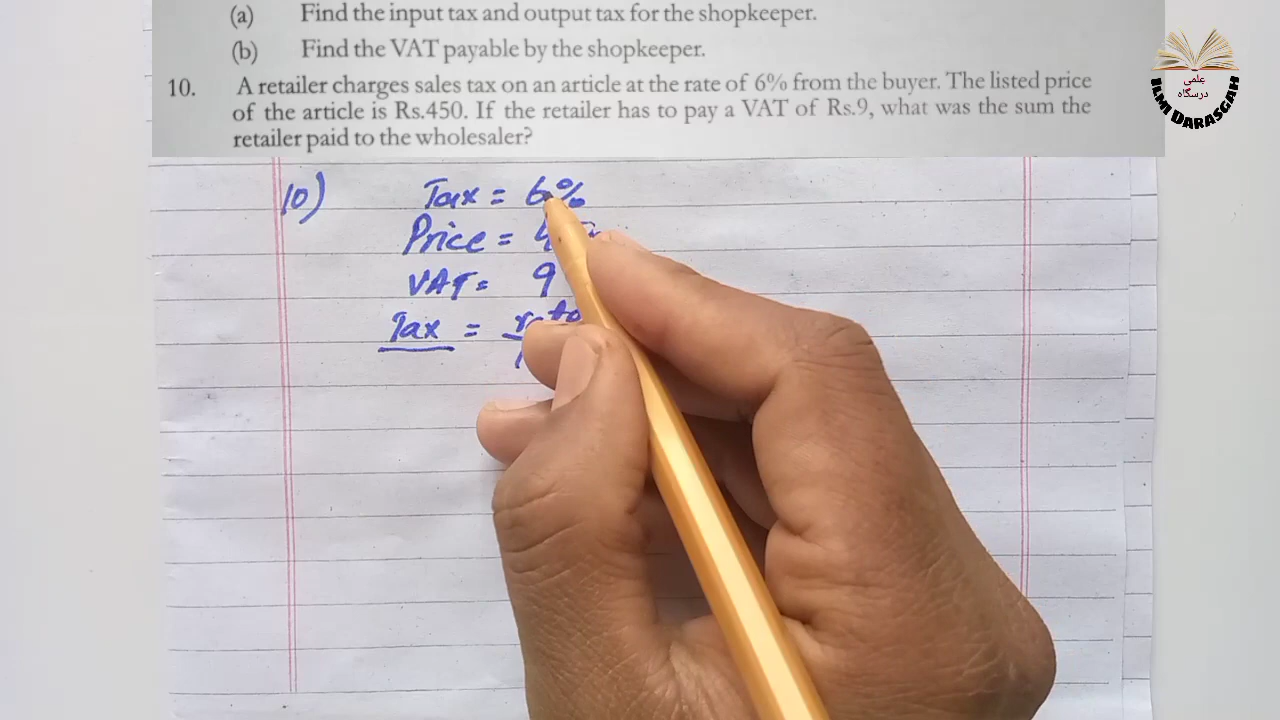 (a) Find the input tax and output tax for the shopkeeper.
(b) Find the VAT payable by the shopkeeper.
10. A retailer charges sales tax on an article at the rate of 6% from the buyer. The listed price
of the article is Rs.450. If the retailer has to pay a VAT of Rs.9, what was the sum the
retailer paid to the wholesaler?
علمی
درسگاہ
ILMI DARASGAH
10) Tax = 6%
Price =
VAT = 9
Tax =